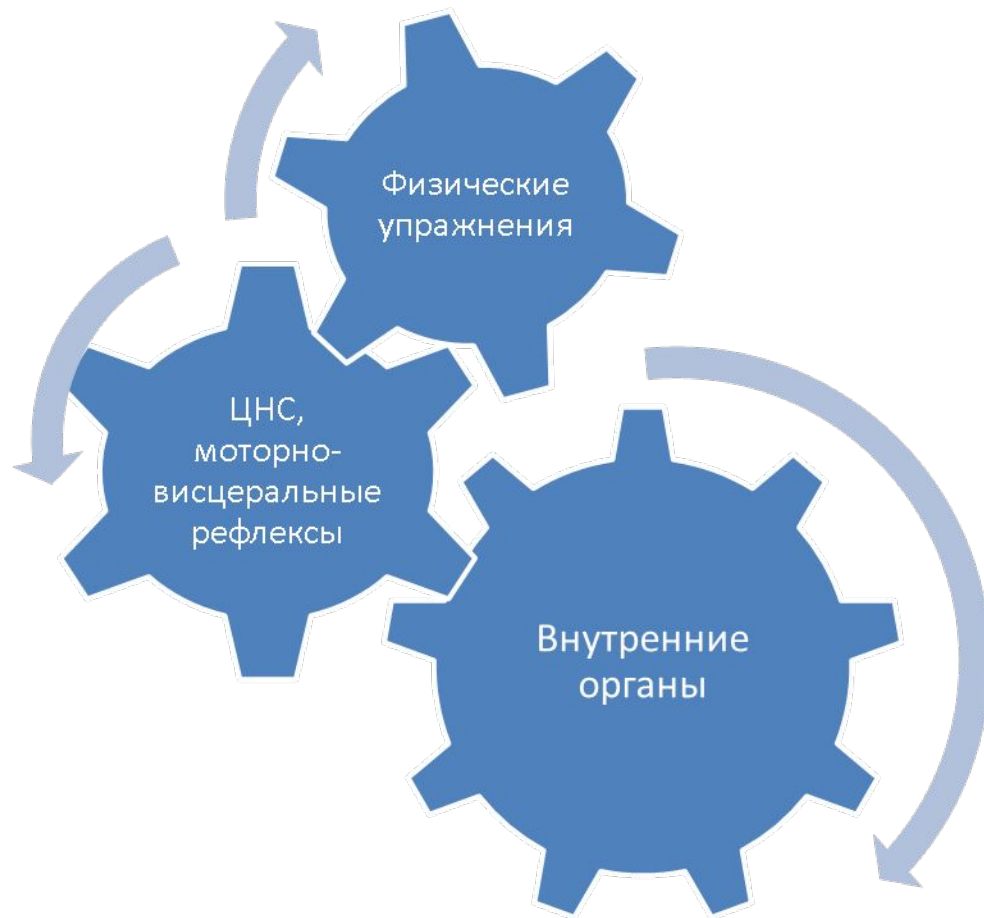 Физические
упражнения
ЦНС,
моторно-
висцеральные
рефлексы
Внутренние
органы